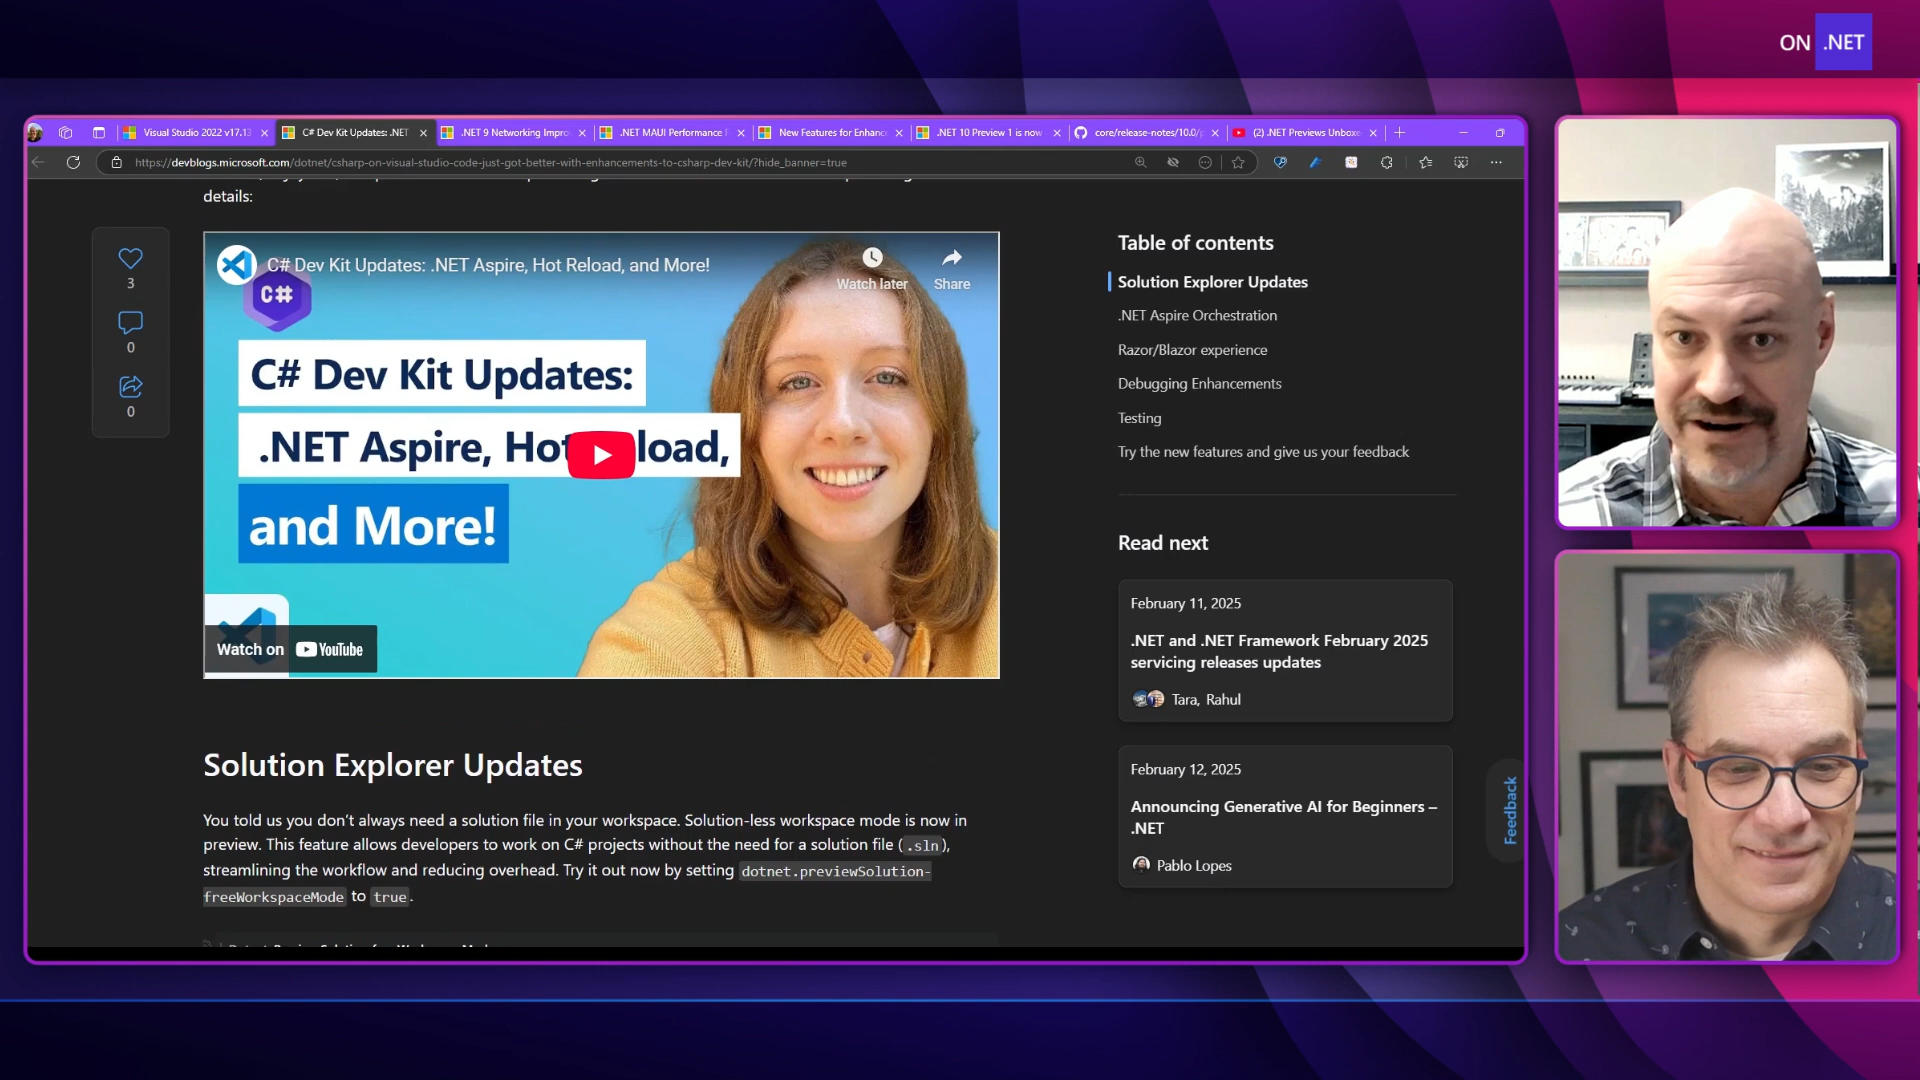 ON .NET
Visual Studio 2022 v17.13
C# Dev Kit Updates: .NET
.NET 9 Networking Impro
.NET MAUI Performance
New Features for Enhanc
.NET 10 Preview 1 is now
core/release-notes/10.0/p
(2) .NET Previews Unboxe
https://devblogs.microsoft.com/dotnet/csharp-on-visual-studio-code-just-got-better-with-enhancements-to-csharp-dev-kit/?hide_banner=true
details:
3
0
0
C# Dev Kit Updates: .NET Aspire, Hot Reload, and More!
Watch later
Share
C#
C# Dev Kit Updates:
.NET Aspire, Hot load,
and More!
Watch on YouTube
Solution Explorer Updates
You told us you don’t always need a solution file in your workspace. Solution-less workspace mode is now in
preview. This feature allows developers to work on C# projects without the need for a solution file (.sln),
streamlining the workflow and reducing overhead. Try it out now by setting dotnet.previewSolution-
freeWorkspaceMode to true.
Table of contents
Solution Explorer Updates
.NET Aspire Orchestration
Razor/Blazor experience
Debugging Enhancements
Testing
Try the new features and give us your feedback
Read next
February 11, 2025
.NET and .NET Framework February 2025
servicing releases updates
Tara, Rahul
February 12, 2025
Announcing Generative AI for Beginners –
.NET
Pablo Lopes
Feedback